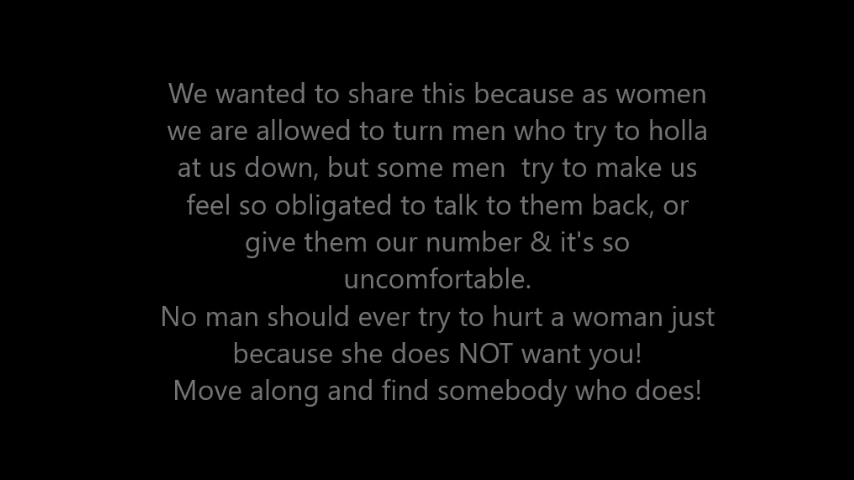 We wanted to share this because as women
we are allowed to turn men who try to holla
at us down, but some men  try to make us
feel so obligated to talk to them back, or
give them our number & it's so
uncomfortable.
No man should ever try to hurt a woman just
because she does NOT want you!
Move along and find somebody who does!